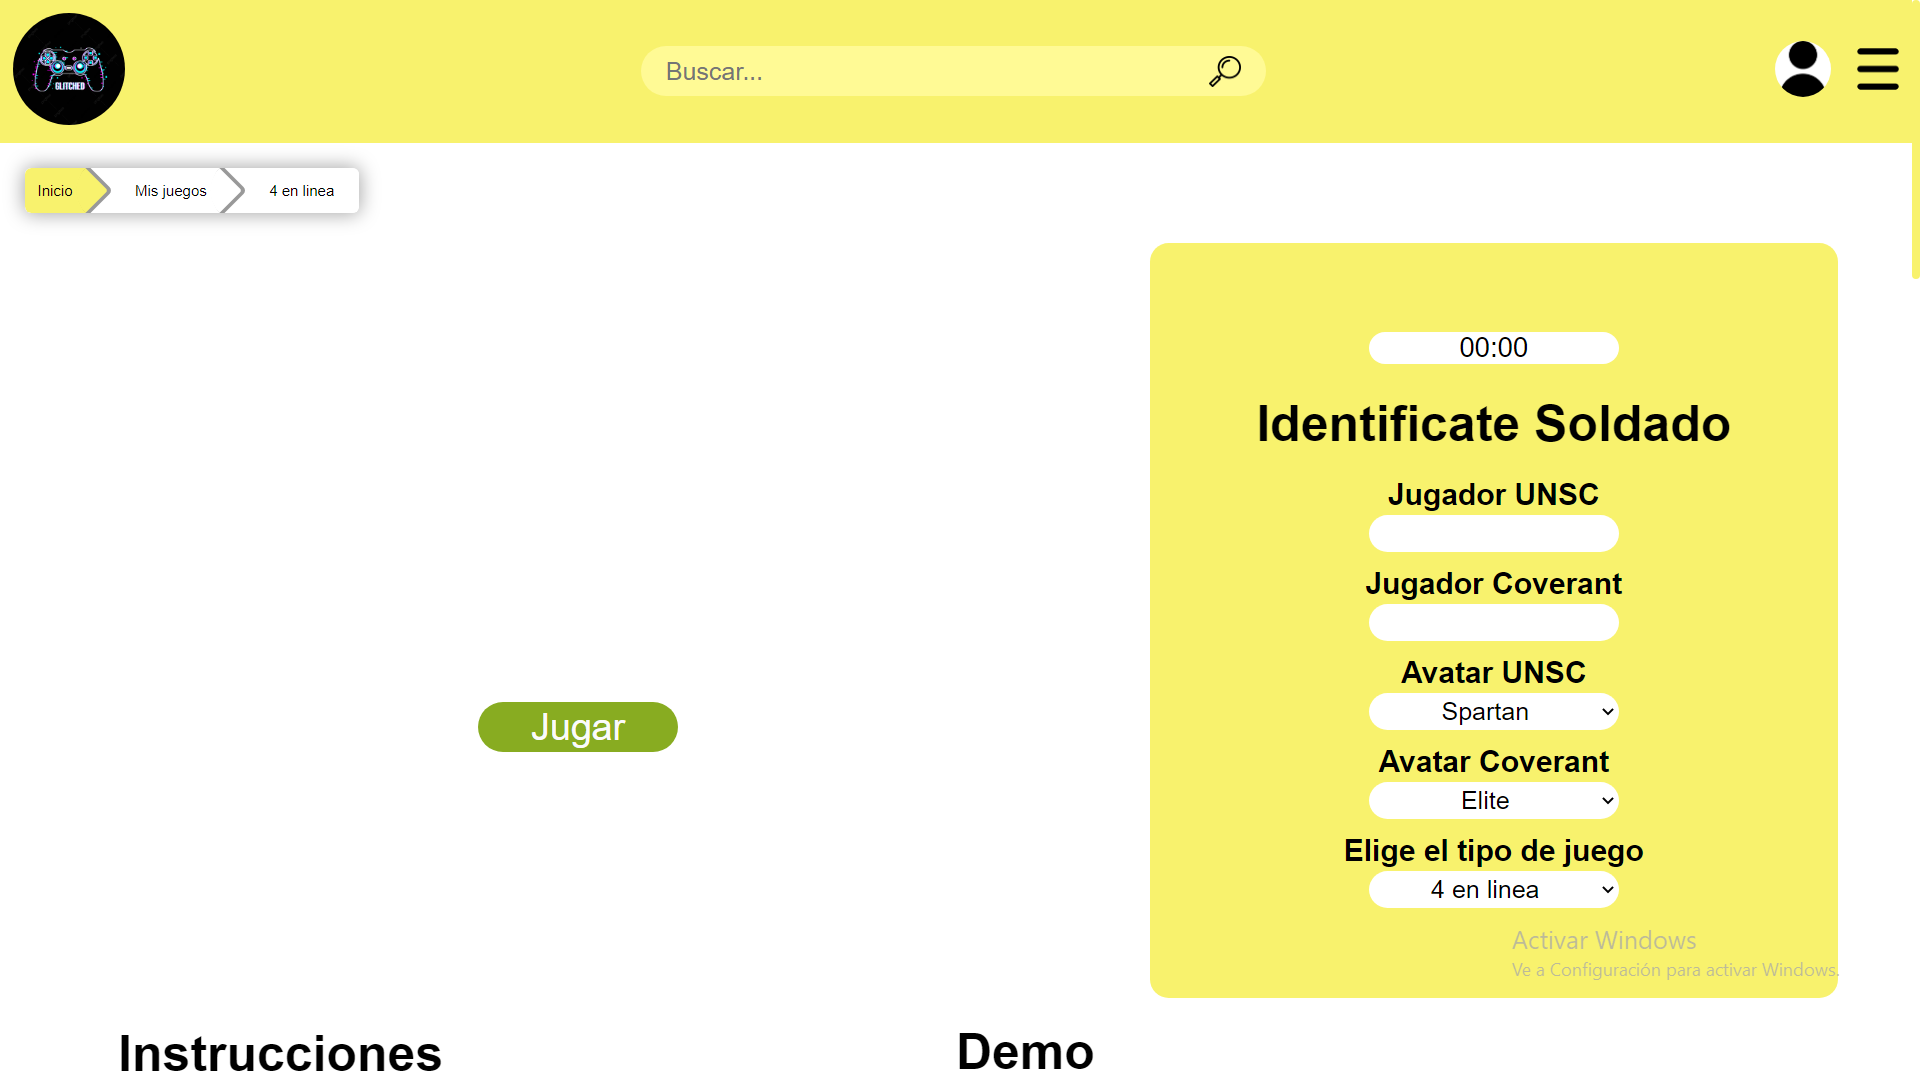 GLITCHED
Buscar...
Inicio
Mis juegos
4 en linea
00:00
Identificate Soldado
Jugador UNSC
Jugador Coverant
Avatar UNSC
Spartan
Jugar
Avatar Coverant
Elite
Elige el tipo de juego
4 en linea
Activar Windows
Ve a Configuración para activar Windows.
Instrucciones
Demo